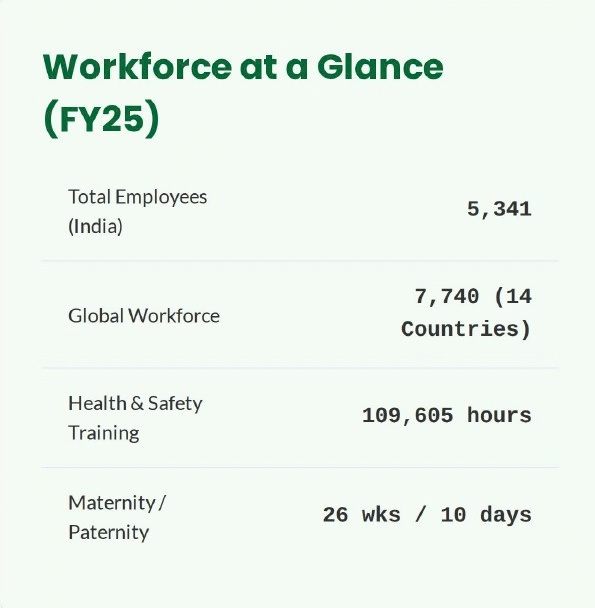 Workforce at a Glance
(FY25)
Total Employees
(India)
5,341
Global Workforce
7,740 (14
Countries)
Health & Safety
Training
109,605 hours
Maternity /
Paternity
26 wks / 10 days